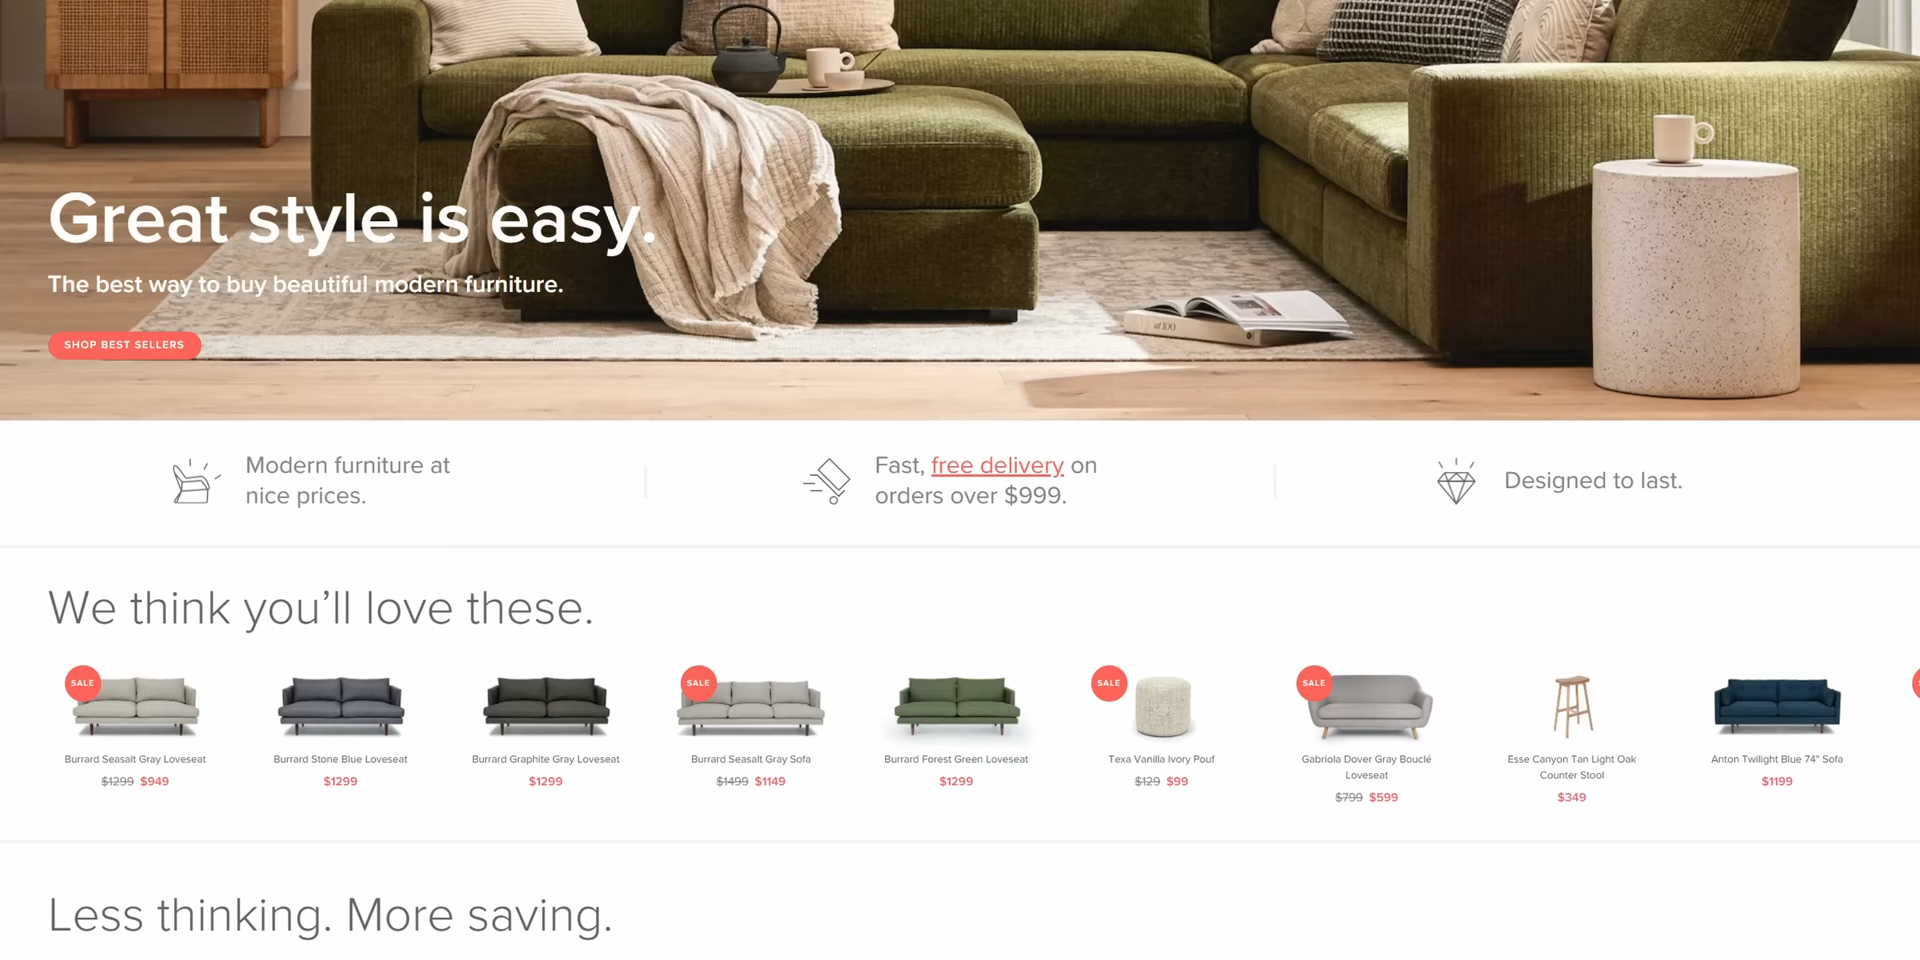 at 100
Great style is easy.
The best way to buy beautiful modern furniture.
SHOP BEST SELLERS
Modern furniture at
nice prices.
Fast, free delivery on
orders over $999.
Designed to last.
We think you’ll love these.
SALE
Burrard Seasalt Gray Loveseat
$1299 $949
Burrard Stone Blue Loveseat
$1299
Burrard Graphite Gray Loveseat
$1299
SALE
Burrard Seasalt Gray Sofa
$1499 $1149
Burrard Forest Green Loveseat
$1299
SALE
Texa Vanilla Ivory Pouf
$129 $99
SALE
Gabriola Dover Gray Bouclé
Loveseat
$799 $599
Esse Canyon Tan Light Oak
Counter Stool
$349
Anton Twilight Blue 74" Sofa
$1199
Less thinking. More saving.